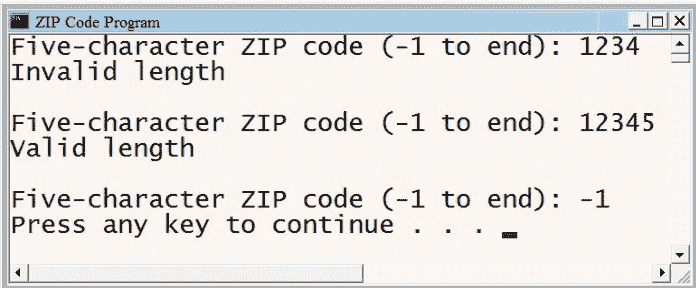 ZIP Code Program
Five-character ZIP code (-1 to end): 1234
Invalid length
Five-character ZIP code (-1 to end): 12345
Valid length
Five-character ZIP code (-1 to end): -1
Press any key to continue . . .